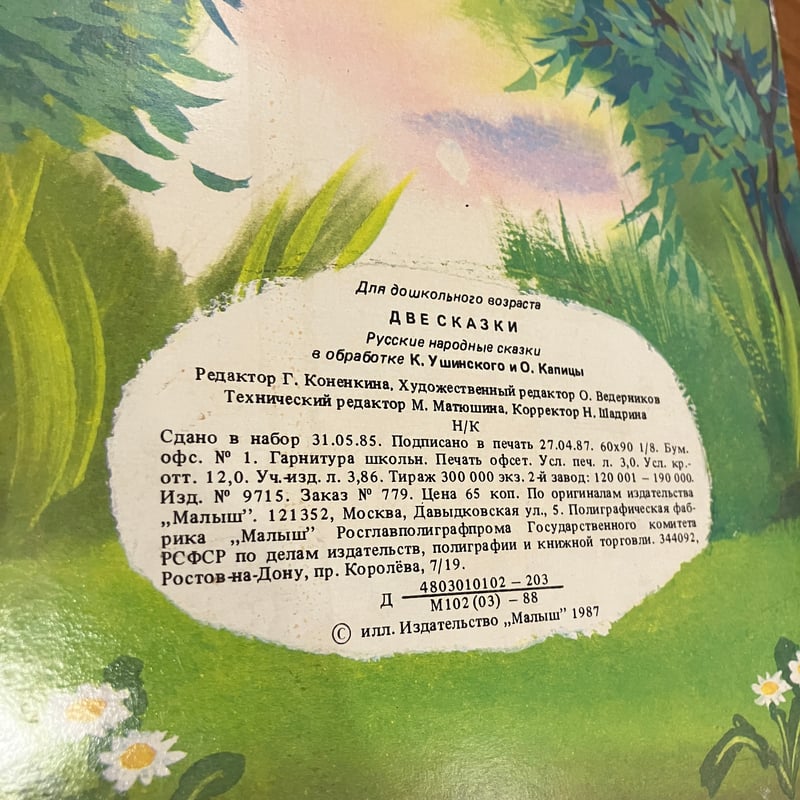 Для дошкольного возраста
ДВЕ СКАЗКИ
Русские народные сказки
в обработке К. Ушинского и О. Капицы
Редактор Г. Коненкина, Художественный редактор О. Ведерников
Технический редактор М. Матюшина, Корректор Н. Шадрина
Н/К
Сдано в набор 31.05.85. Подписано в печать 27.04.87. 60х90 1/8. Бум.
офс. № 1. Гарнитура школьн. Печать офсет. Усл. печ. л. 3,0. Усл. кр.-
отт. 12,0. Уч.-изд. л. 3,86. Тираж 300 000 экз. 2-й завод: 120 001 – 190 000.
Изд. № 9715. Заказ № 779. Цена 65 коп. По оригиналам издательства
„Малыш”. 121352, Москва, Давыдковская ул., 5. Полиграфическая фаб-
рика „Малыш” Росглавполиграфпрома Государственного комитета
РСФСР по делам издательств, полиграфии и книжной торговли. 344092,
Ростов-на-Дону, пр. Королёва, 7/19.
Д 4803010102 – 203
М102(03) – 88
© илл. Издательство „Малыш” 1987